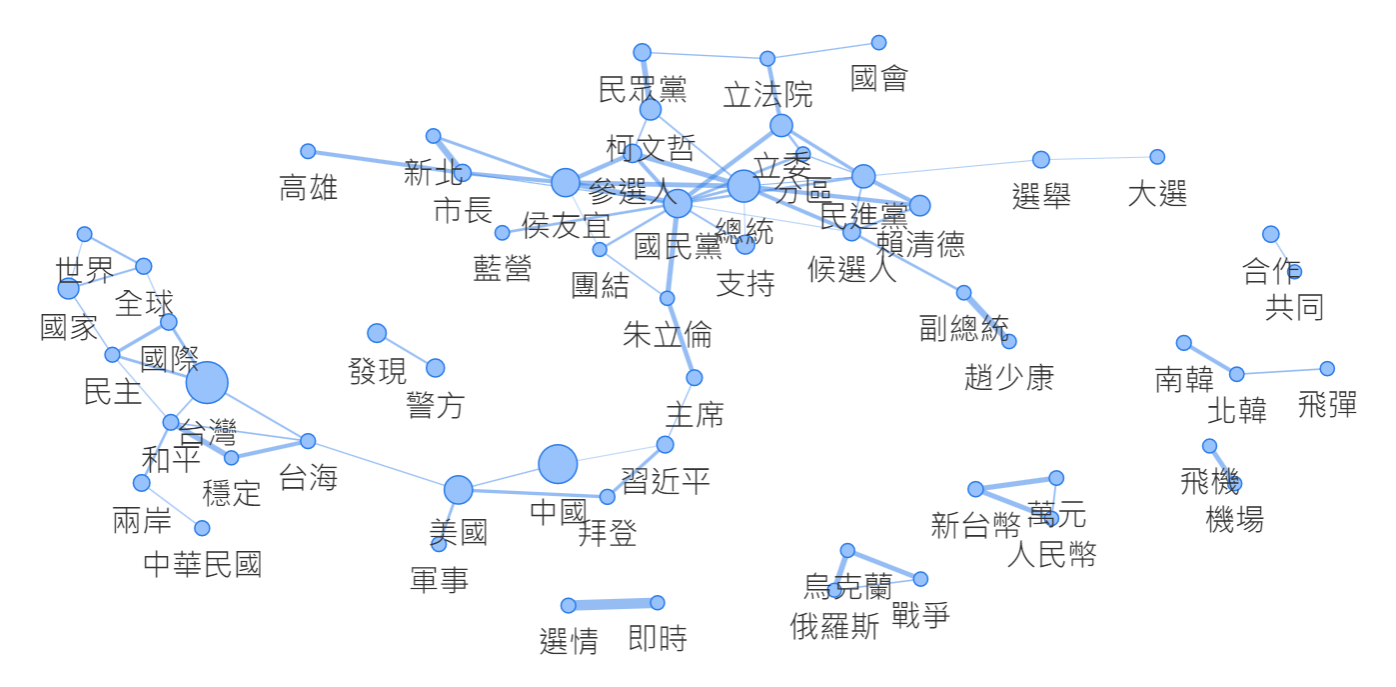 國會
民眾黨
立法院
柯文哲
立委
新北
高雄
參選人
分區
選舉
大選
市長
侯友宜
國民黨
總統
民進黨
賴清德
藍營
團結
支持
候選人
世界
全球
國家
合作
共同
朱立倫
副總統
國際
發現
趙少康
南韓
民主
警方
北韓
飛彈
主席
台灣
和平
穩定
台海
習近平
飛機
機場
兩岸
中國
美國
拜登
新台幣
萬元
人民幣
中華民國
軍事
烏克蘭
俄羅斯
戰爭
選情
即時